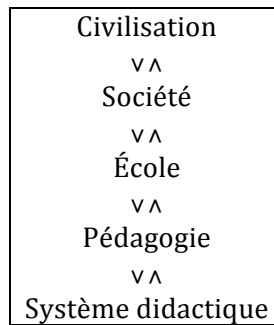 Civilisation
∨ ∧
Société
∨ ∧
École
∨ ∧
Pédagogie
∨ ∧
Système didactique